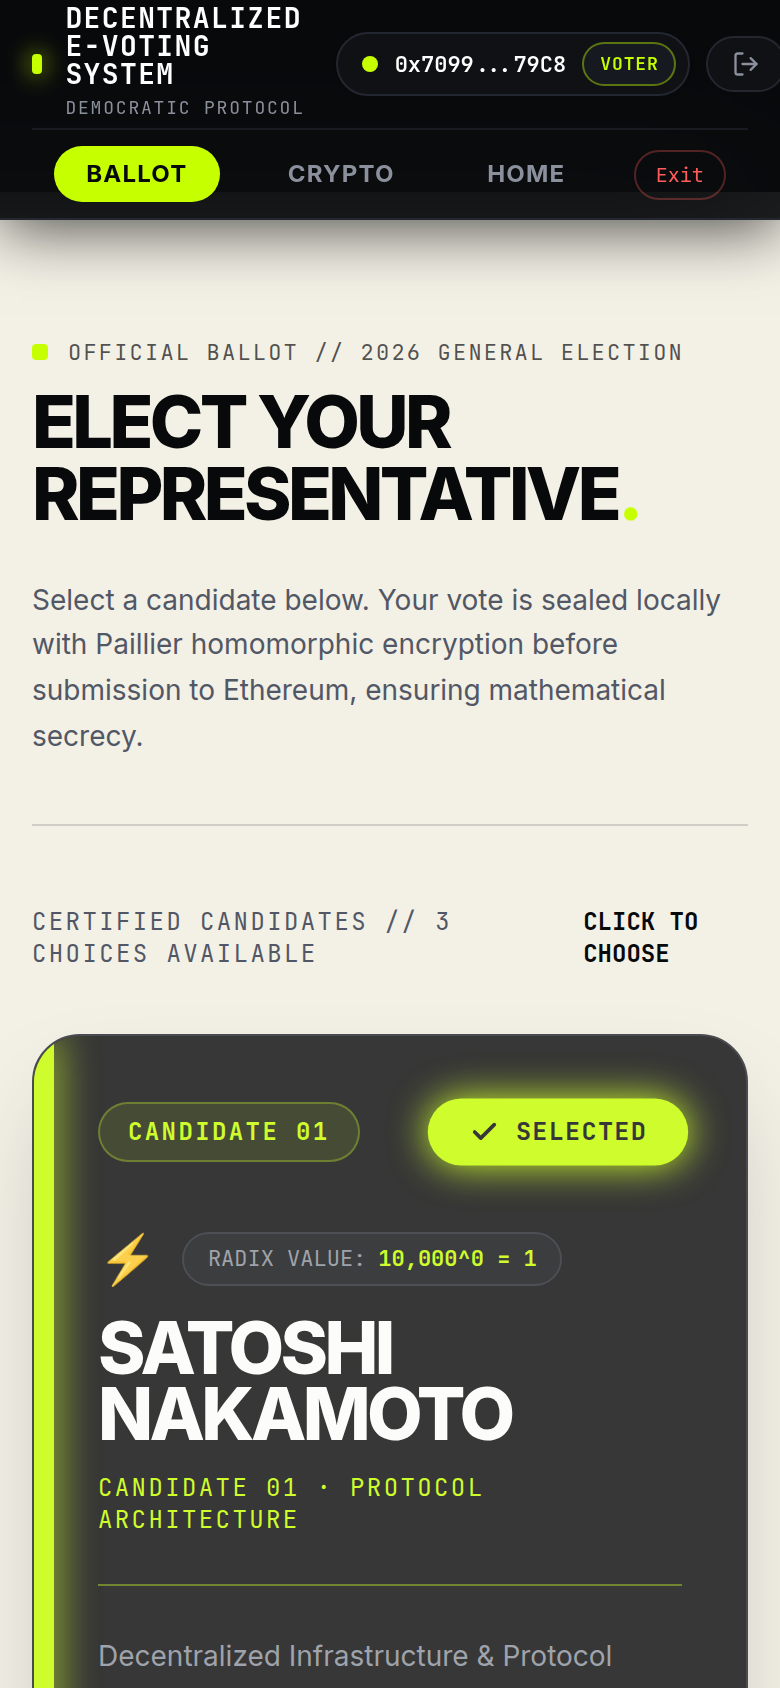 DECENTRALIZED
E-VOTING
SYSTEM
DEMOCRATIC PROTOCOL
0x7099...79C8
VOTER
BALLOT
CRYPTO
HOME
Exit
OFFICIAL BALLOT // 2026 GENERAL ELECTION
ELECT YOUR
REPRESENTATIVE.
Select a candidate below. Your vote is sealed locally
with Paillier homomorphic encryption before
submission to Ethereum, ensuring mathematical
secrecy.
CERTIFIED CANDIDATES // 3
CHOICES AVAILABLE
CLICK TO
CHOOSE
CANDIDATE 01
SELECTED
RADIX VALUE: 10,000^0 = 1
SATOSHI
NAKAMOTO
CANDIDATE 01 · PROTOCOL
ARCHITECTURE
Decentralized Infrastructure & Protocol